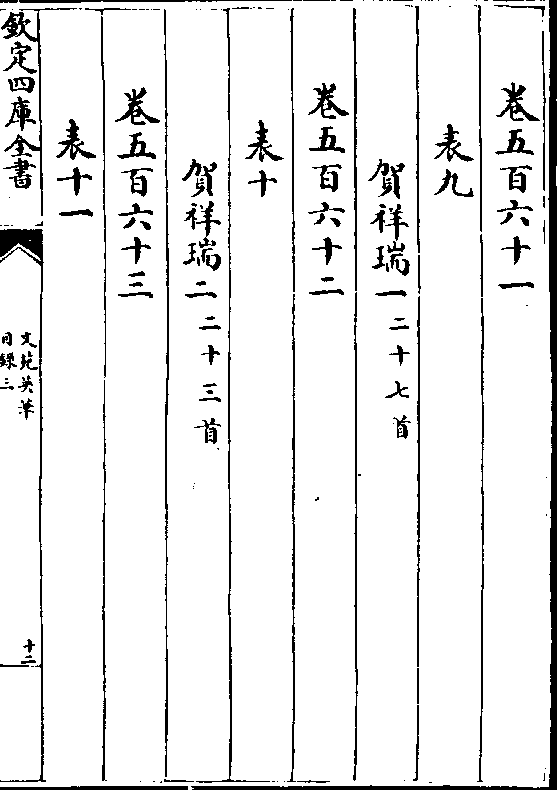 卷五百六十一
表九
賀祥瑞一二十七首
卷五百六十二
表十
賀祥瑞二二十三首
卷五百六十三
表十一
欽定四庫全書
文苑英華
目録三
十二